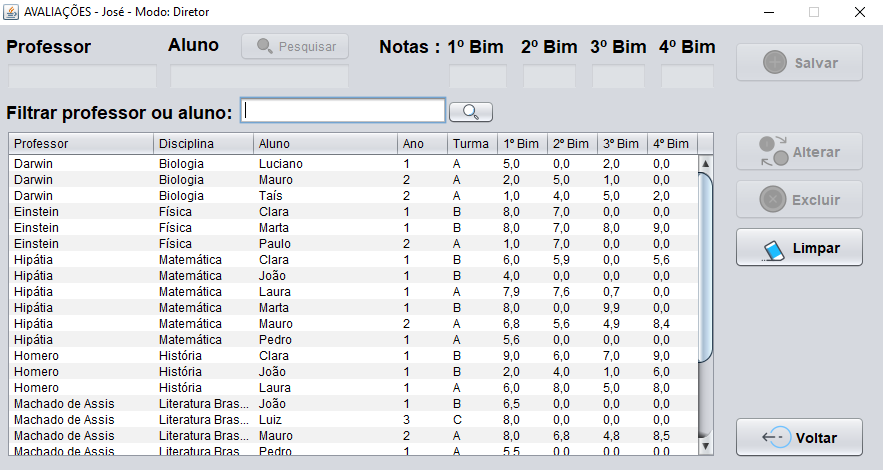 AVALIAÇÕES - José - Modo: Diretor
Professor Aluno Pesquisar Notas : 1º Bim 2º Bim 3º Bim 4º Bim
Salvar
Filtrar professor ou aluno:
Professor Disciplina Aluno Ano Turma 1º Bim 2º Bim 3º Bim 4º Bim
Darwin Biologia Luciano 1 A 5,0 0,0 2,0 0,0
Darwin Biologia Mauro 2 A 2,0 5,0 1,0 0,0
Darwin Biologia Taís 2 A 1,0 4,0 5,0 2,0
Einstein Física Clara 1 B 8,0 7,0 0,0 0,0
Einstein Física Marta 1 B 8,0 7,0 8,0 9,0
Einstein Física Paulo 2 A 1,0 7,0 0,0 0,0
Hipátia Matemática Clara 1 B 6,0 5,9 0,0 5,6
Hipátia Matemática João 1 B 4,0 0,0 0,0 0,0
Hipátia Matemática Laura 1 A 7,9 7,6 0,7 0,0
Hipátia Matemática Marta 1 B 8,0 0,0 9,9 0,0
Hipátia Matemática Mauro 2 A 6,8 5,6 4,9 8,4
Hipátia Matemática Pedro 1 A 5,6 0,0 0,0 0,0
Homero História Clara 1 B 9,0 6,0 7,0 9,0
Homero História João 1 B 2,0 4,0 1,0 6,0
Homero História Laura 1 A 6,0 8,0 5,0 8,0
Machado de Assis Literatura Bras... João 1 B 6,5 0,0 0,0 0,0
Machado de Assis Literatura Bras... Luiz 3 C 8,0 0,0 0,0 0,0
Machado de Assis Literatura Bras... Mauro 2 A 8,0 6,8 4,8 8,5
Machado de Assis Literatura Bras... Pedro 1 A 5,5 0,0 0,0 0,0
Alterar
Excluir
Limpar
Voltar